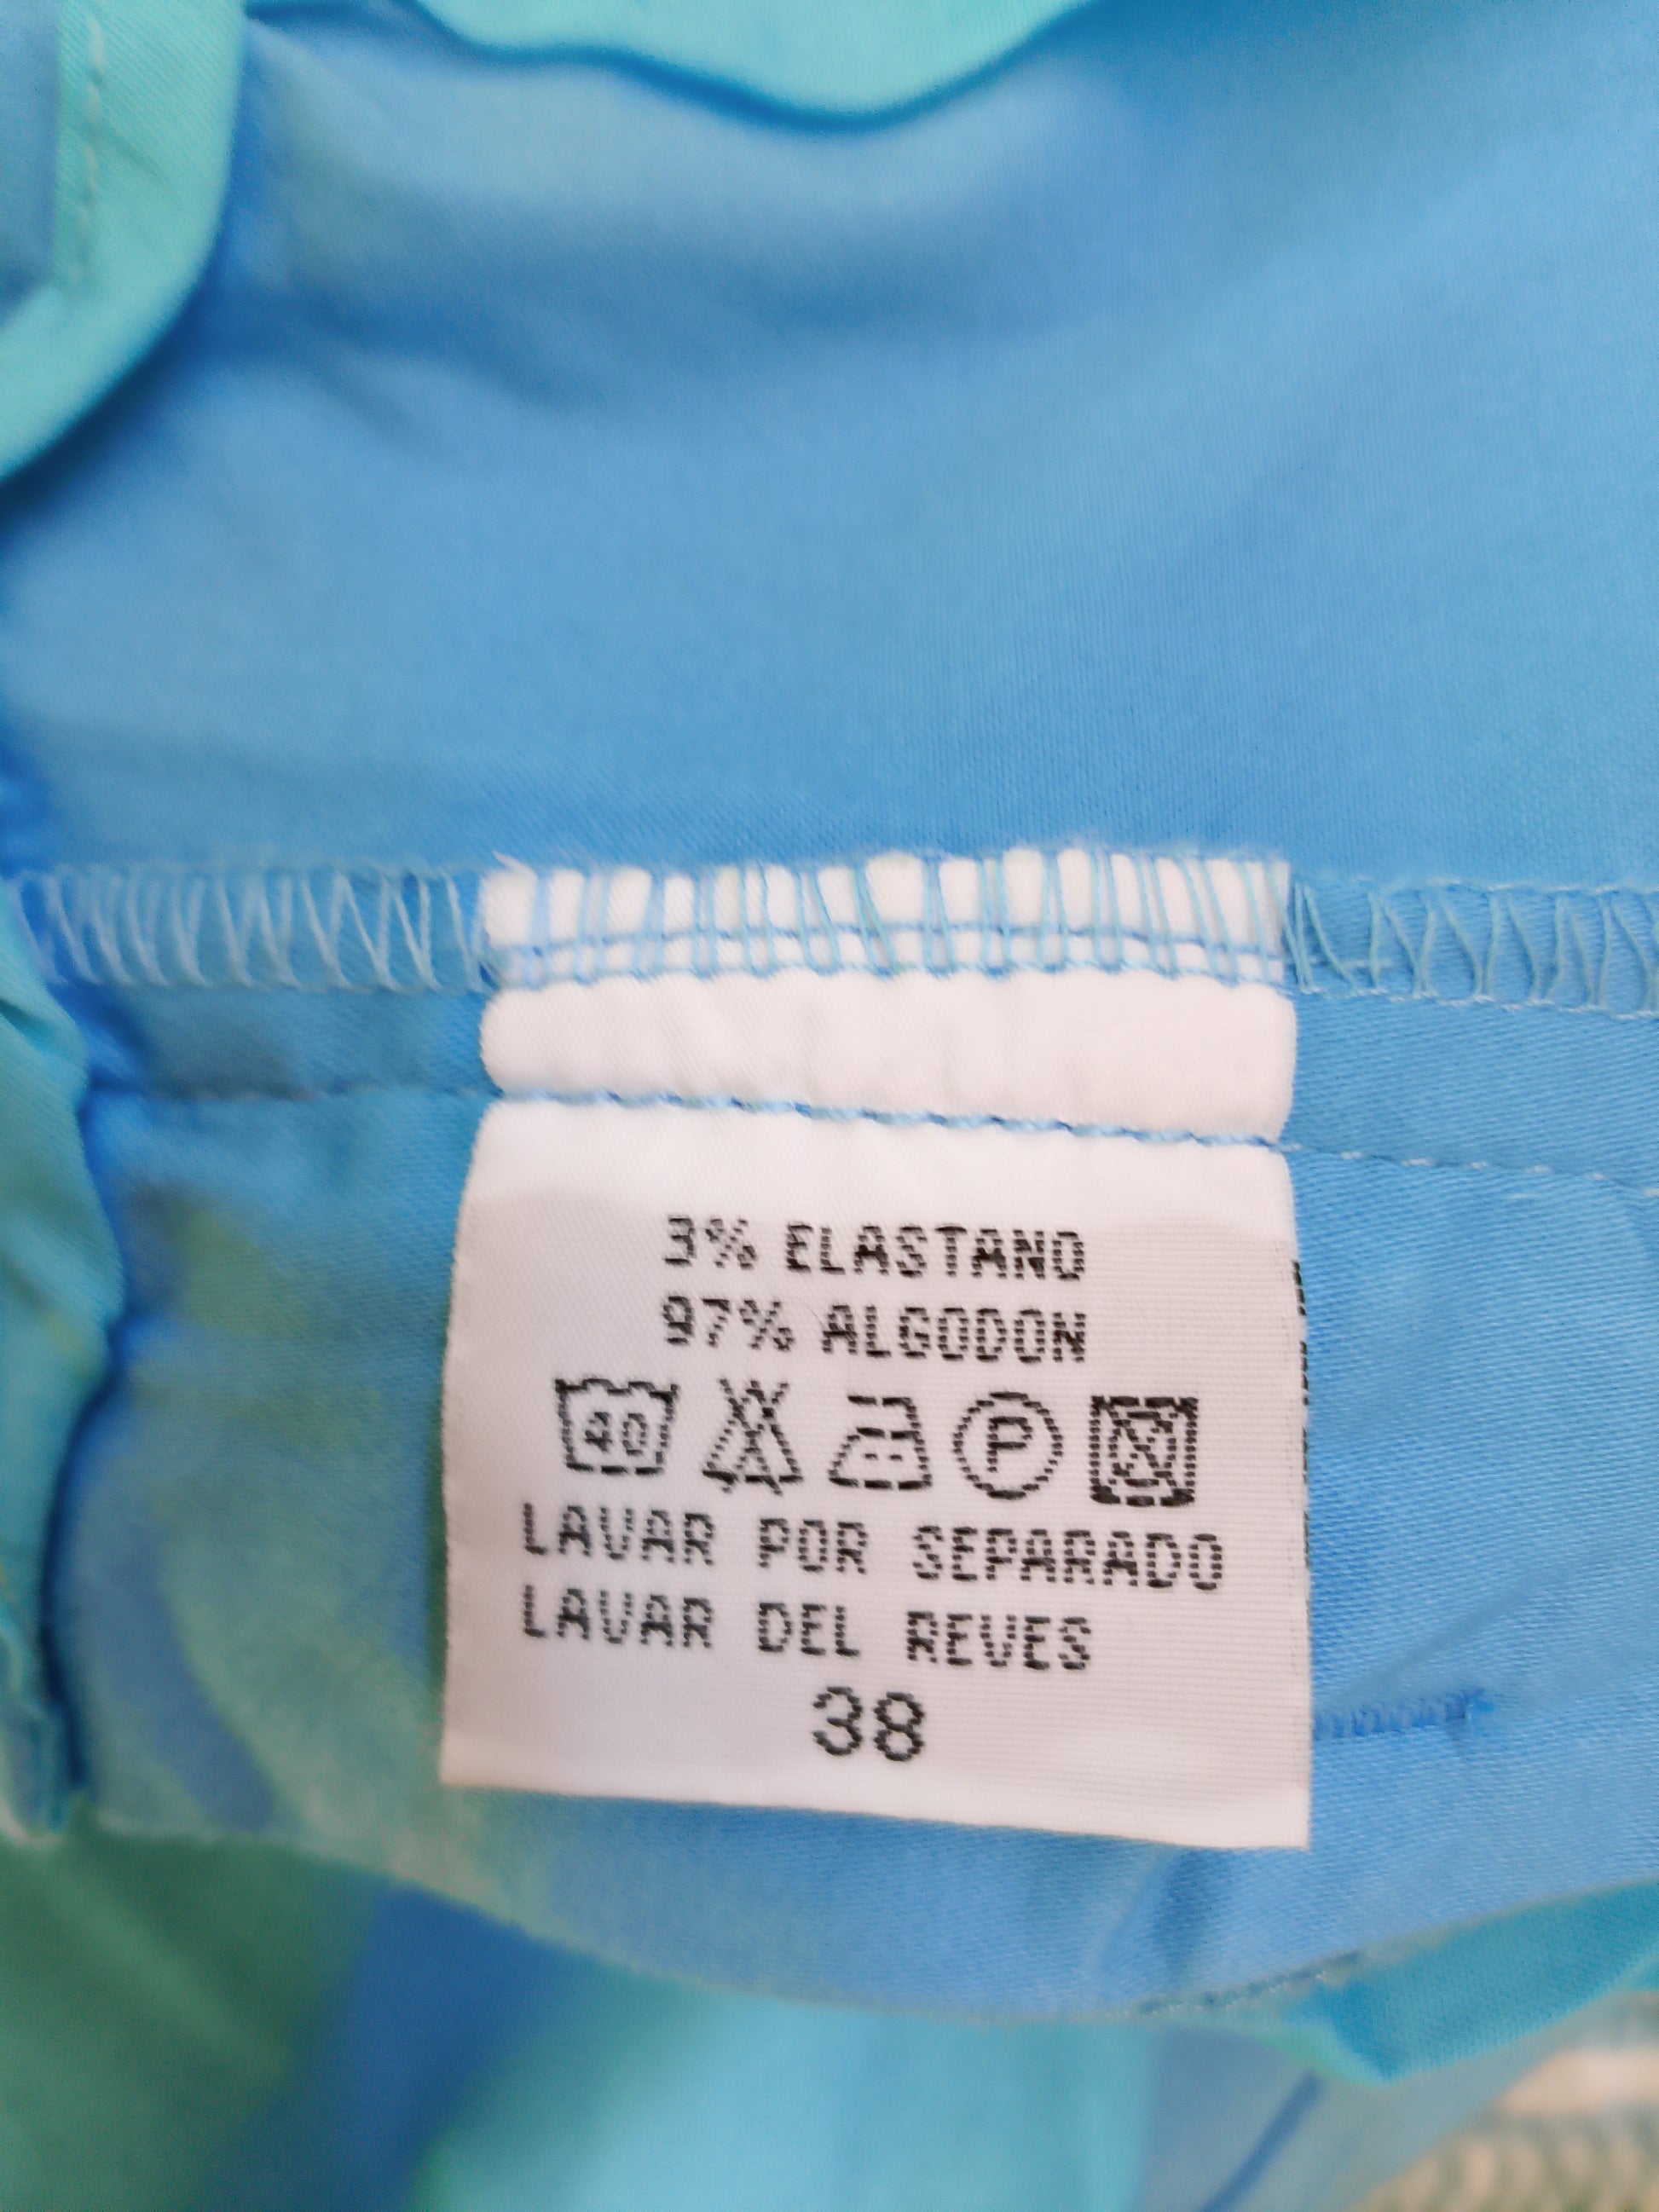 3% ELASTANO
97% ALGODON
40 P
LAVAR POR SEPARADO
LAVAR DEL REVES
38